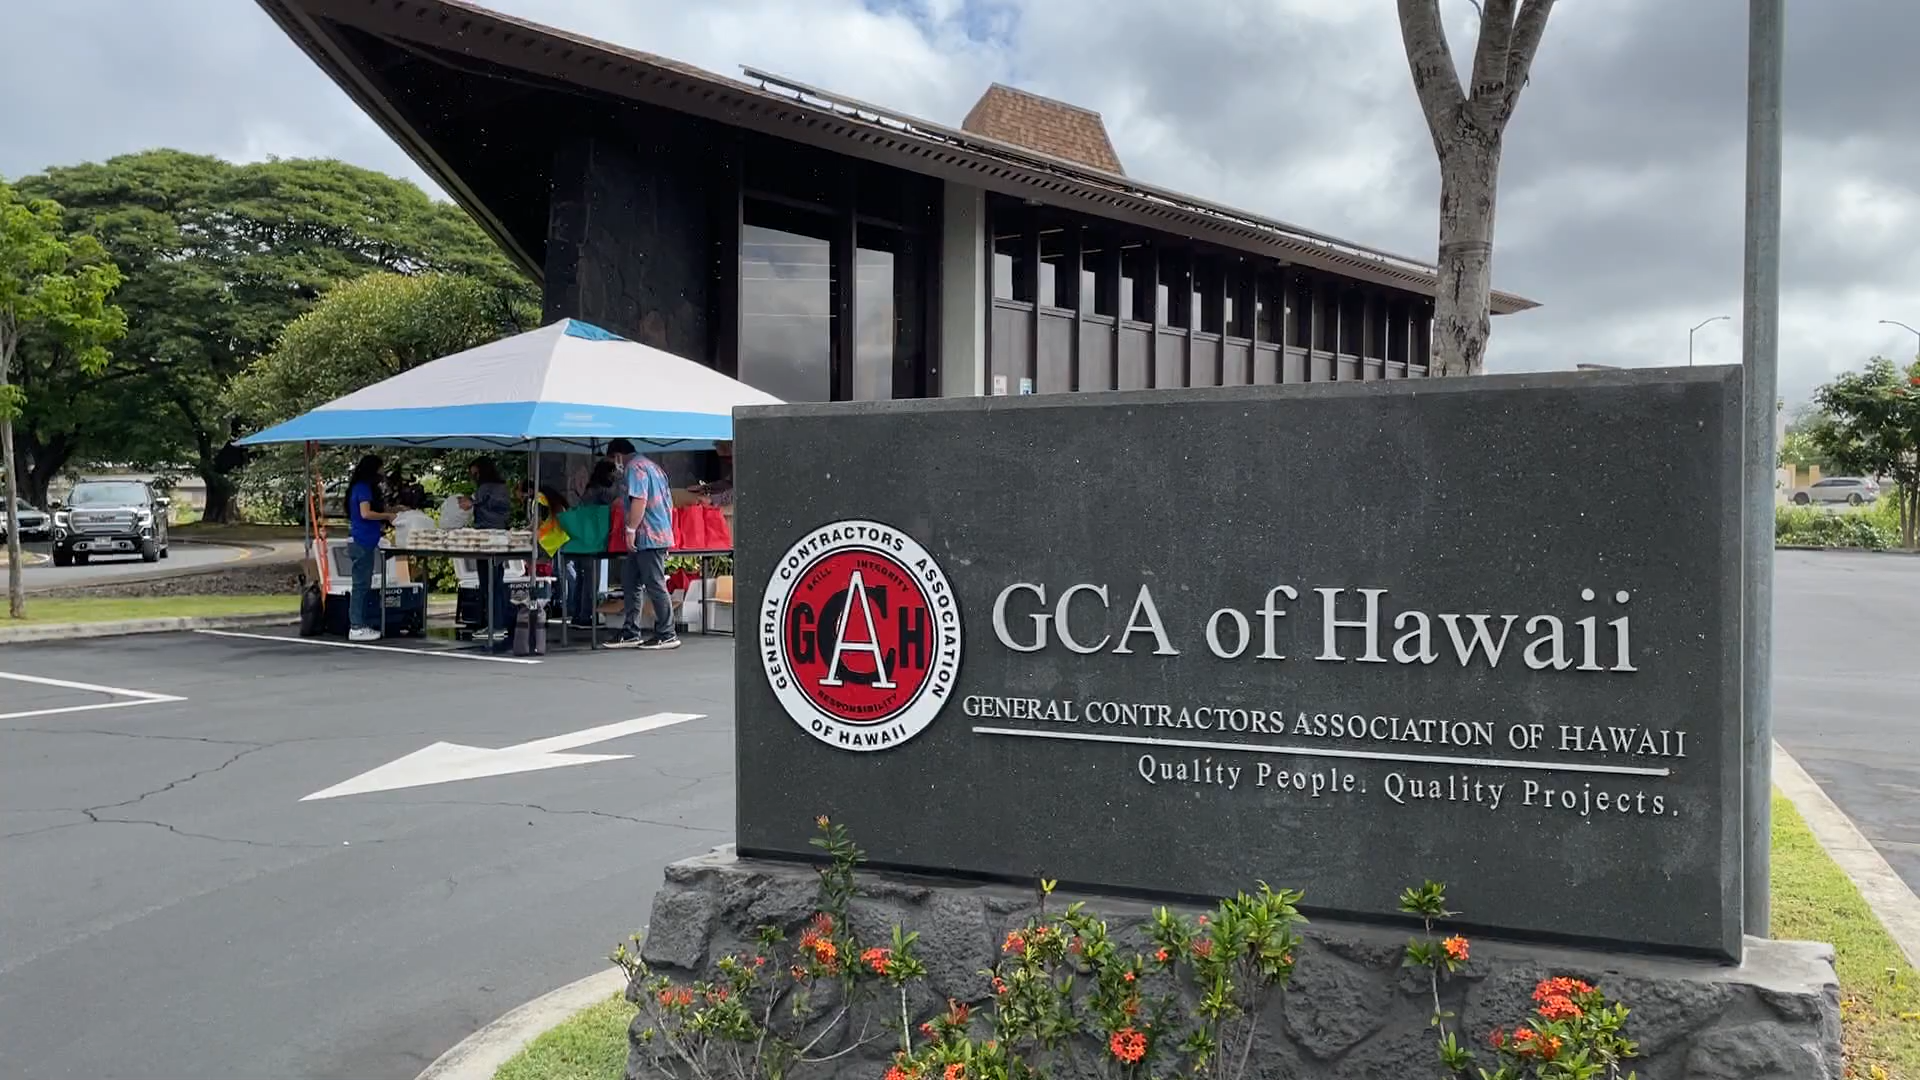 GENERAL CONTRACTORS ASSOCIATION
OF HAWAII
SKILL INTEGRITY
GCAH
RESPONSIBILITY
GCA of Hawaii
GENERAL CONTRACTORS ASSOCIATION OF HAWAII
Quality People. Quality Projects.